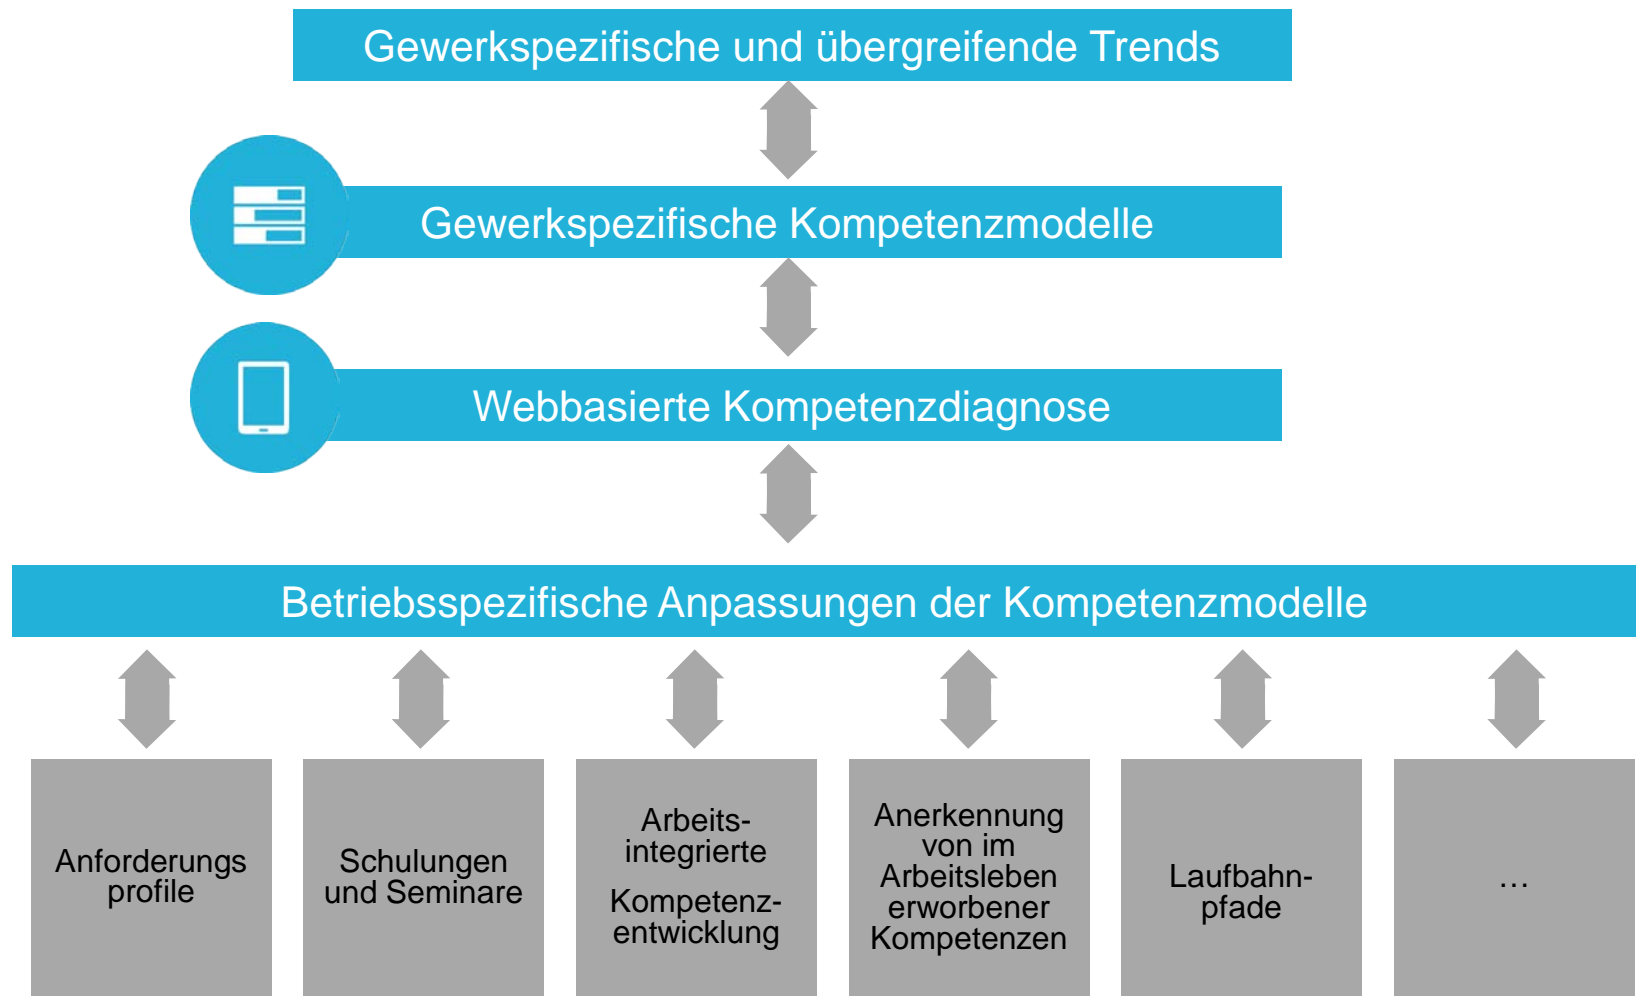 Gewerkspezifische und übergreifende Trends
Gewerkspezifische Kompetenzmodelle
Webbasierte Kompetenzdiagnose
Betriebsspezifische Anpassungen der Kompetenzmodelle
Anforderungs
profile
Schulungen
und Seminare
Arbeits-
integrierte
Kompetenz-
entwicklung
Anerkennung
von im
Arbeitsleben
erworbener
Kompetenzen
Laufbahn-
pfade
…